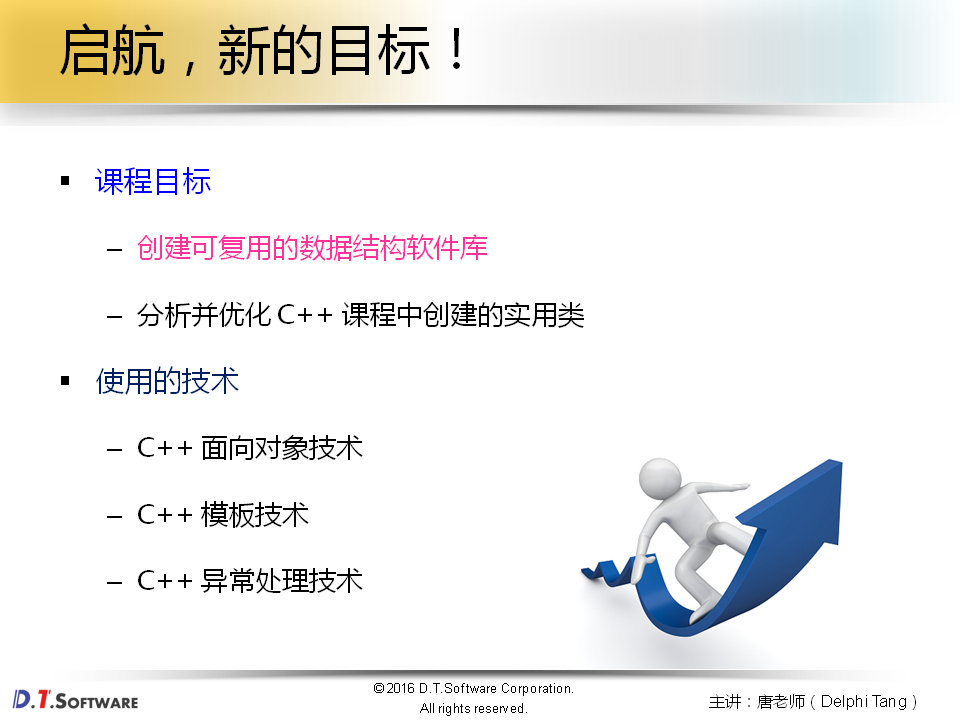 启航，新的目标！
▪ 课程目标
– 创建可复用的数据结构软件库
– 分析并优化 C++ 课程中创建的实用类
▪ 使用的技术
– C++ 面向对象技术
– C++ 模板技术
– C++ 异常处理技术
D.T.SOFTWARE
©2016 D.T.Software Corporation.
All rights reserved.
主讲：唐老师（Delphi Tang）